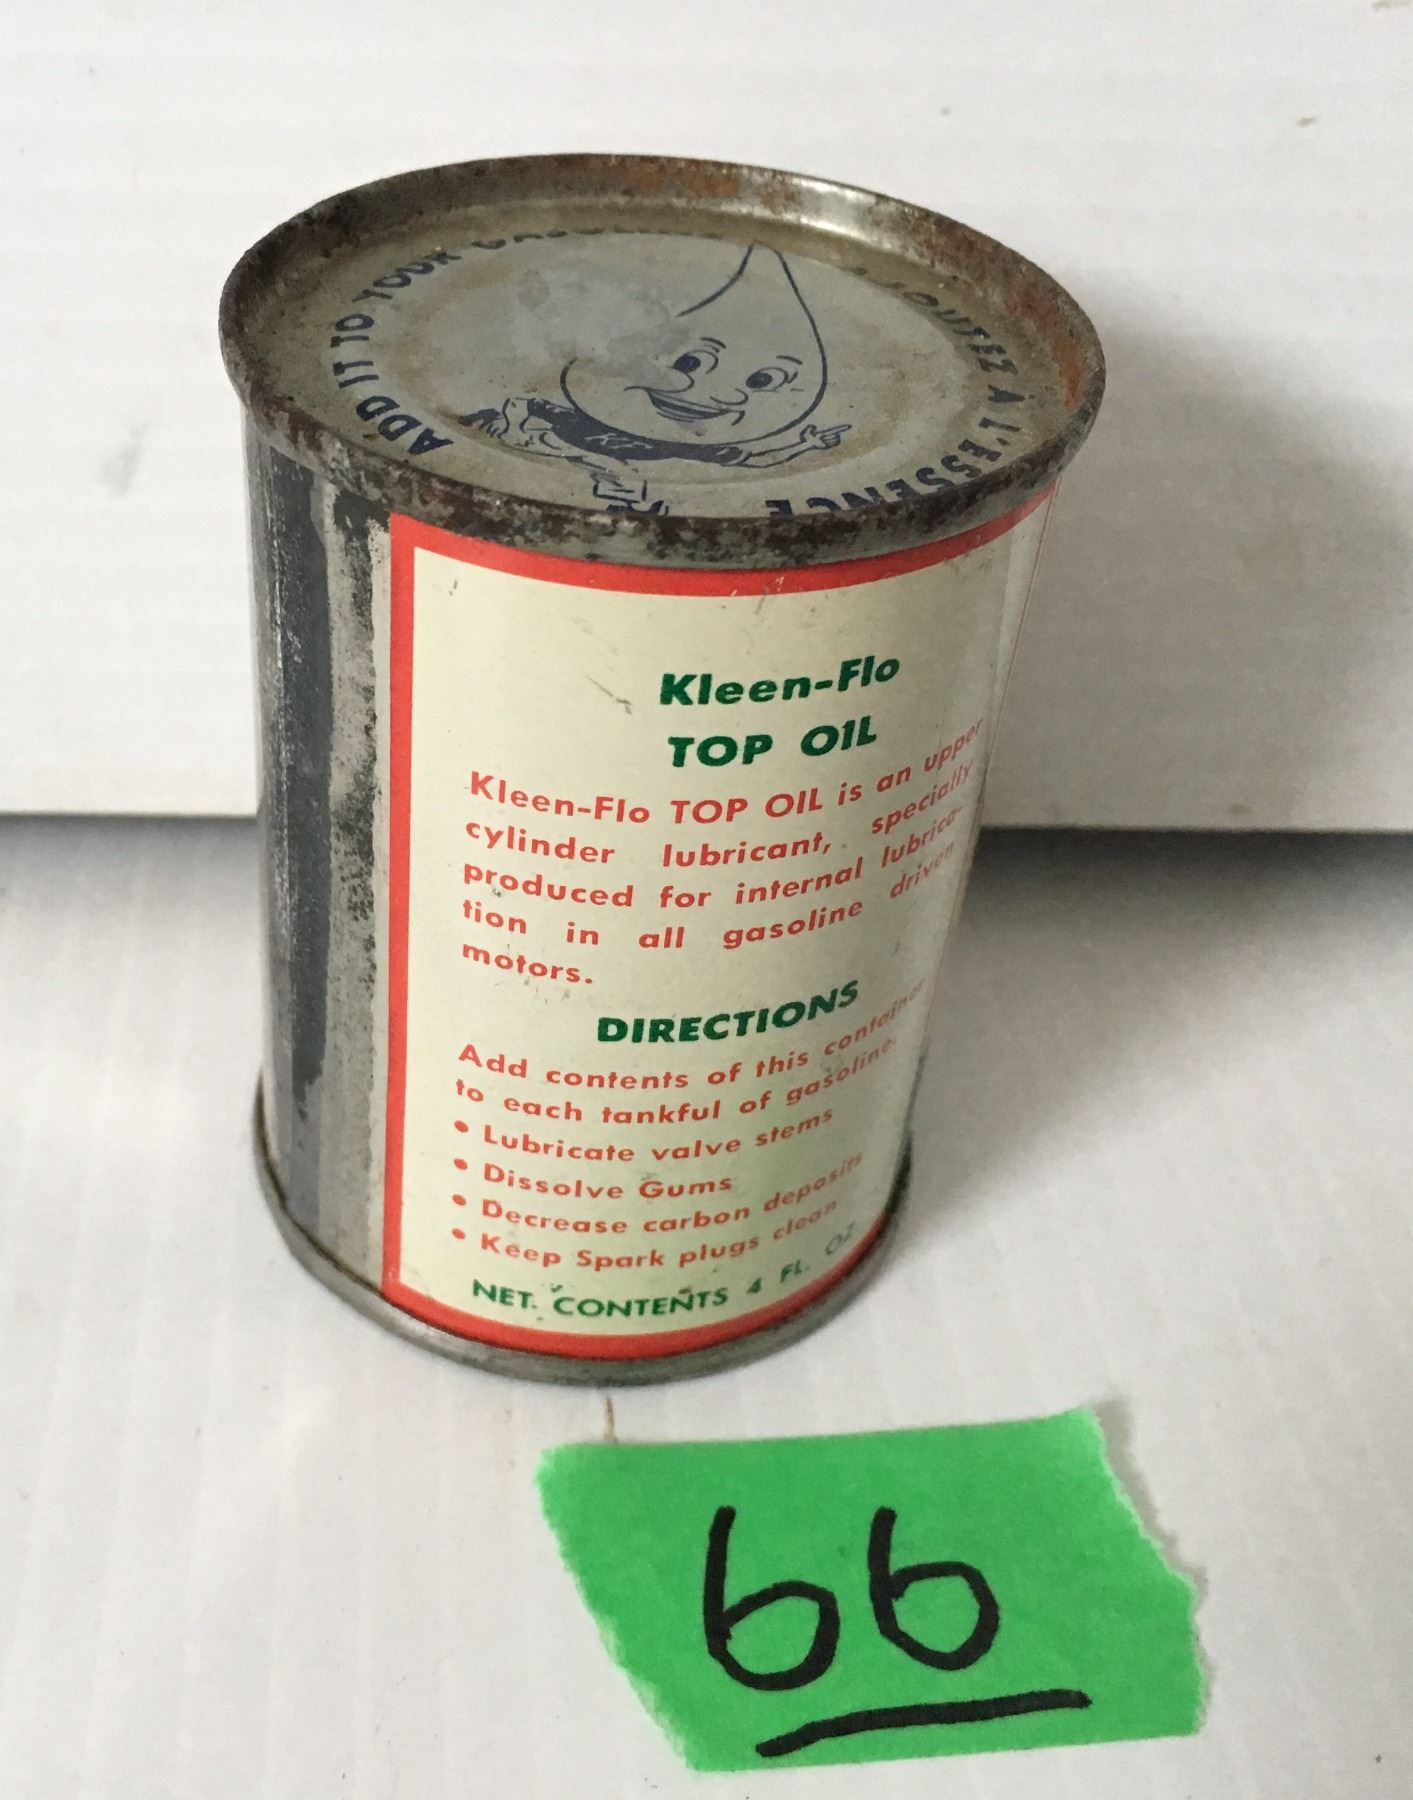 ADD IT TO YOUR GASOLINE
AJOUTEZ À L'ESSENCE
KF
Kleen-Flo
TOP OIL
Kleen-Flo TOP OIL is an upper
cylinder lubricant, specially
produced for internal lubrica-
tion in all gasoline driven
motors.
DIRECTIONS
Add contents of this container
to each tankful of gasoline.
• Lubricate valve stems
• Dissolve Gums
• Decrease carbon deposits
• Keep Spark plugs clean
NET. CONTENTS 4 FL. OZ.
66